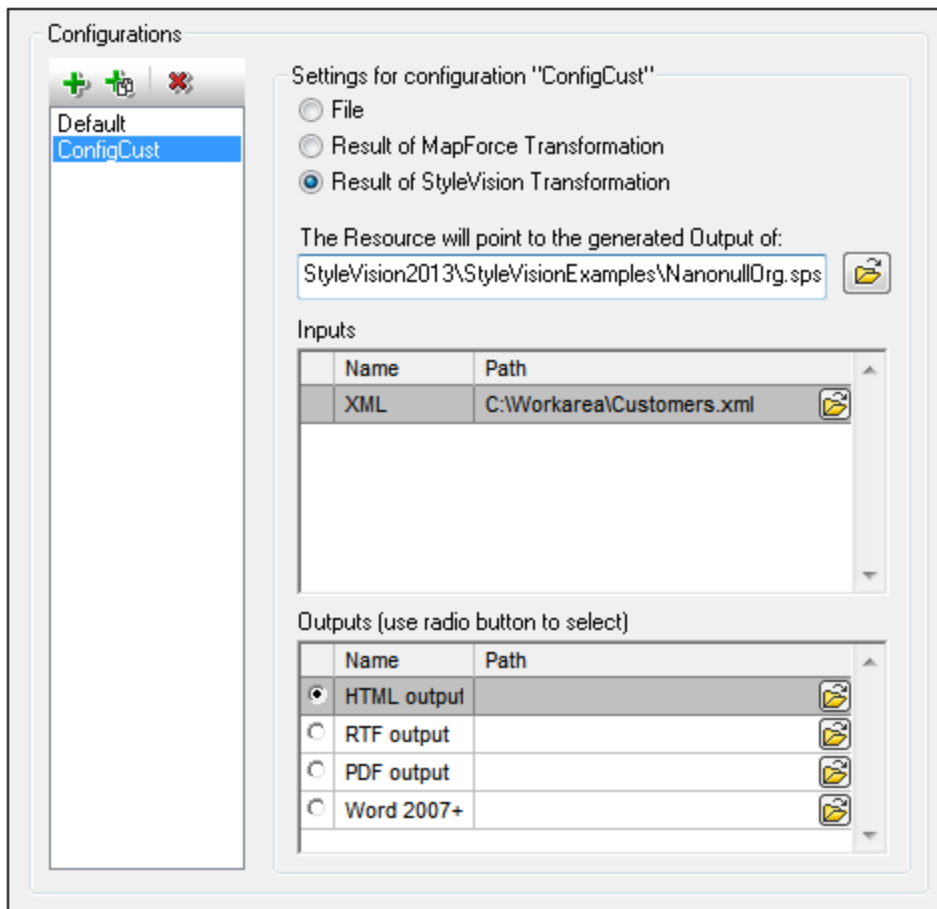 Configurations
Default
ConfigCust
Settings for configuration "ConfigCust"
File
Result of MapForce Transformation
Result of StyleVision Transformation
The Resource will point to the generated Output of:
StyleVision2013\StyleVisionExamples\NanonullOrg.sps
Inputs
Name Path
XML C:\Workarea\Customers.xml
Outputs (use radio button to select)
Name Path
HTML output
RTF output
PDF output
Word 2007+